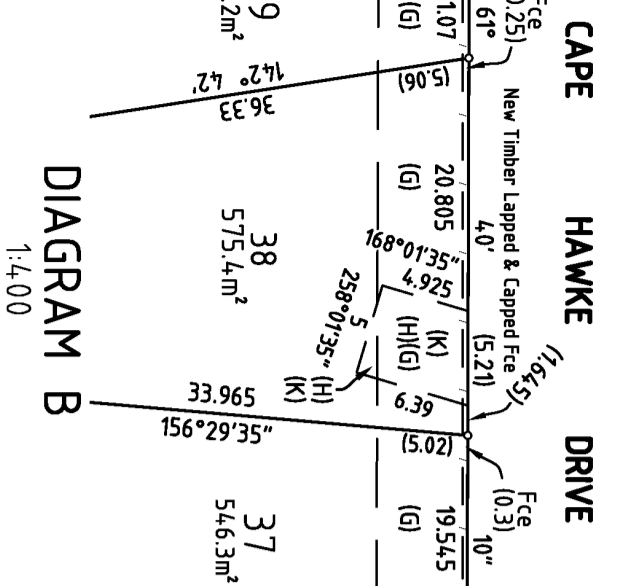 CAPE HAWKE DRIVE
Fce
0.25)
61° 40' 10"
New Timber Lapped & Capped Fce
(5.21)
(1.645)
Fce
(0.3)
1.07
(G)
(5.06)
20.805
(G)
168°01'35"
4.925
(K)
(H)(G)
6.39
5
258°01'35"
(H)
(K)
(5.02)
19.545
(G)
9
.2m²
142° 42'
36.33
38
575.4m²
33.965
156°29'35"
37
546.3m²
DIAGRAM B
1:400